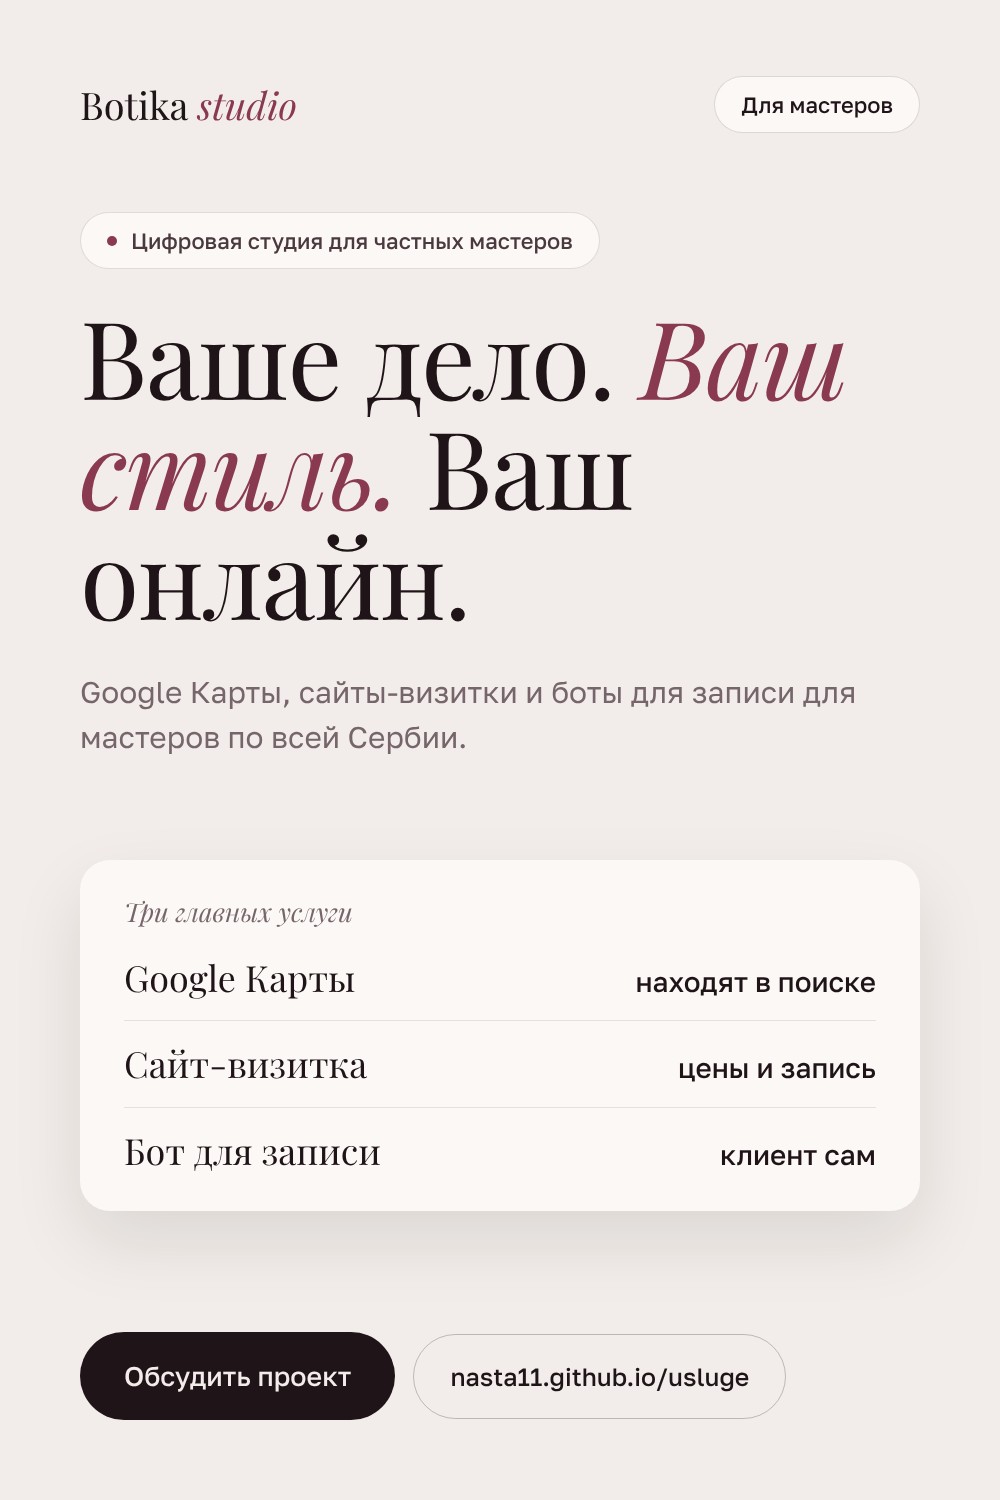 Botika studio
Для мастеров
Цифровая студия для частных мастеров
Ваше дело. Ваш
стиль. Ваш
онлайн.
Google Карты, сайты-визитки и боты для записи для
мастеров по всей Сербии.
Три главных услуги
Google Карты находят в поиске
Сайт-визитка цены и запись
Бот для записи клиент сам
Обсудить проект
nasta11.github.io/usluge